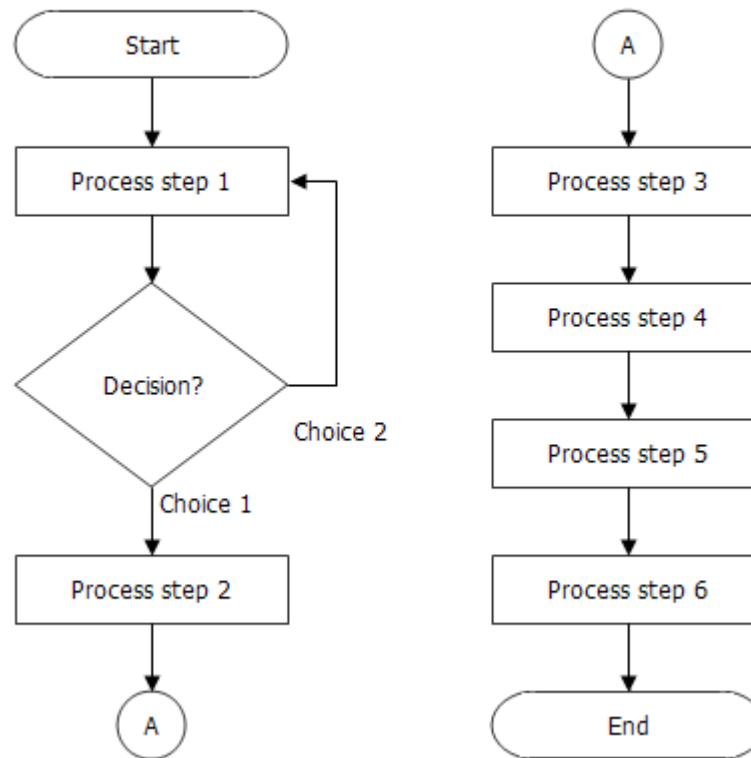 Start
Process step 1
Decision?
Choice 2
Choice 1
Process step 2
A
A
Process step 3
Process step 4
Process step 5
Process step 6
End